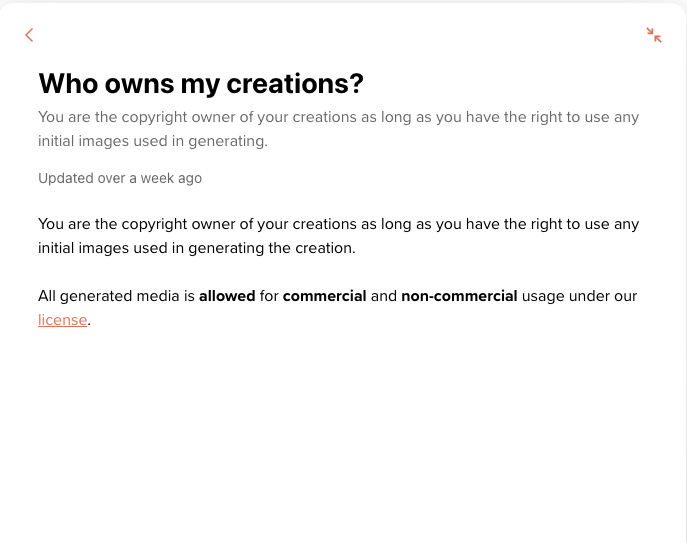 Who owns my creations?
You are the copyright owner of your creations as long as you have the right to use any
initial images used in generating.
Updated over a week ago
You are the copyright owner of your creations as long as you have the right to use any
initial images used in generating the creation.
All generated media is allowed for commercial and non-commercial usage under our
license.